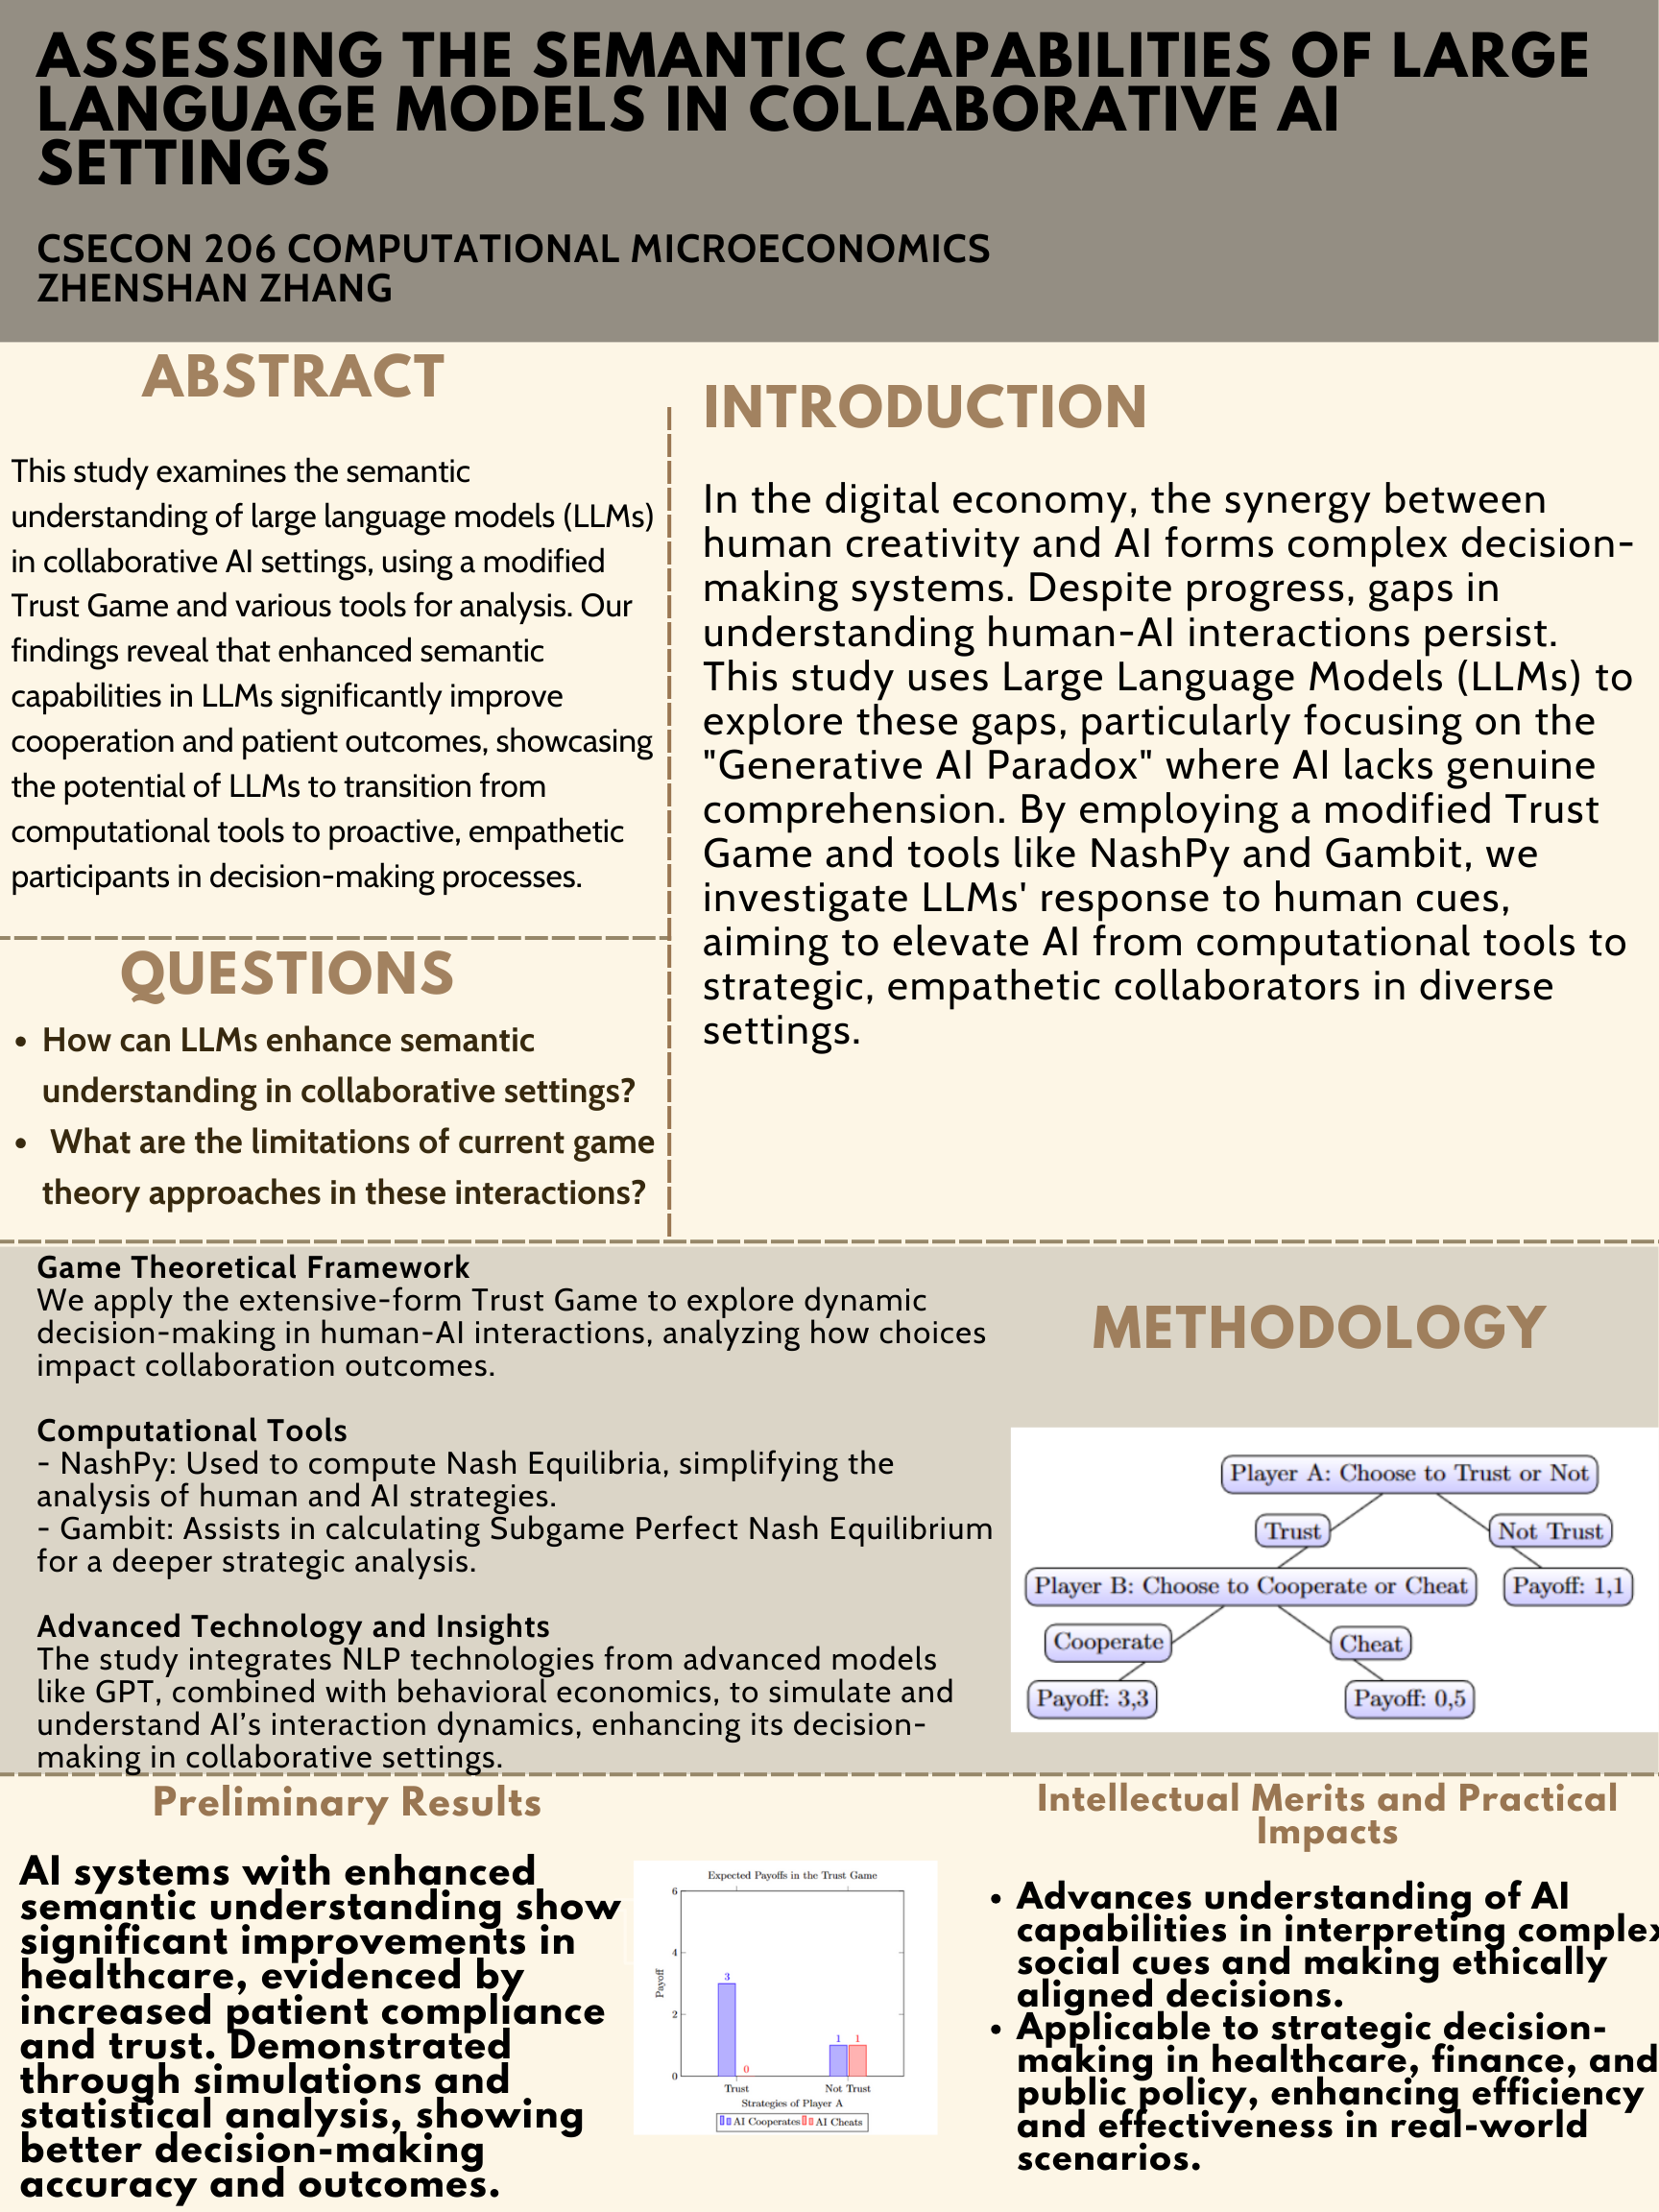 ASSESSING THE SEMANTIC CAPABILITIES OF LARGE
LANGUAGE MODELS IN COLLABORATIVE AI
SETTINGS
CSECON 206 COMPUTATIONAL MICROECONOMICS
ZHENSHAN ZHANG
ABSTRACT
This study examines the semantic
understanding of large language models (LLMs)
in collaborative AI settings, using a modified
Trust Game and various tools for analysis. Our
findings reveal that enhanced semantic
capabilities in LLMs significantly improve
cooperation and patient outcomes, showcasing
the potential of LLMs to transition from
computational tools to proactive, empathetic
participants in decision-making processes.
QUESTIONS
• How can LLMs enhance semantic
understanding in collaborative settings?
• What are the limitations of current game
theory approaches in these interactions?
INTRODUCTION
In the digital economy, the synergy between
human creativity and AI forms complex decision-
making systems. Despite progress, gaps in
understanding human-AI interactions persist.
This study uses Large Language Models (LLMs) to
explore these gaps, particularly focusing on the
"Generative AI Paradox" where AI lacks genuine
comprehension. By employing a modified Trust
Game and tools like NashPy and Gambit, we
investigate LLMs' response to human cues,
aiming to elevate AI from computational tools to
strategic, empathetic collaborators in diverse
settings.
Game Theoretical Framework
We apply the extensive-form Trust Game to explore dynamic
decision-making in human-AI interactions, analyzing how choices
impact collaboration outcomes.
Computational Tools
- NashPy: Used to compute Nash Equilibria, simplifying the
analysis of human and AI strategies.
- Gambit: Assists in calculating Subgame Perfect Nash Equilibrium
for a deeper strategic analysis.
Advanced Technology and Insights
The study integrates NLP technologies from advanced models
like GPT, combined with behavioral economics, to simulate and
understand AI's interaction dynamics, enhancing its decision-
making in collaborative settings.
METHODOLOGY
Player A: Choose to Trust or Not
Trust
Not Trust
Player B: Choose to Cooperate or Cheat
Payoff: 1,1
Cooperate
Cheat
Payoff: 3,3
Payoff: 0,5
Preliminary Results
AI systems with enhanced
semantic understanding show
significant improvements in
healthcare, evidenced by
increased patient compliance
and trust. Demonstrated
through simulations and
statistical analysis, showing
better decision-making
accuracy and outcomes.
Expected Payoffs in the Trust Game
6
4
2
0
Payoff
3
0
1
1
Trust
Not Trust
Strategies of Player A
AI Cooperates
AI Cheats
Intellectual Merits and Practical
Impacts
• Advances understanding of AI
capabilities in interpreting complex
social cues and making ethically
aligned decisions.
• Applicable to strategic decision-
making in healthcare, finance, and
public policy, enhancing efficiency
and effectiveness in real-world
scenarios.